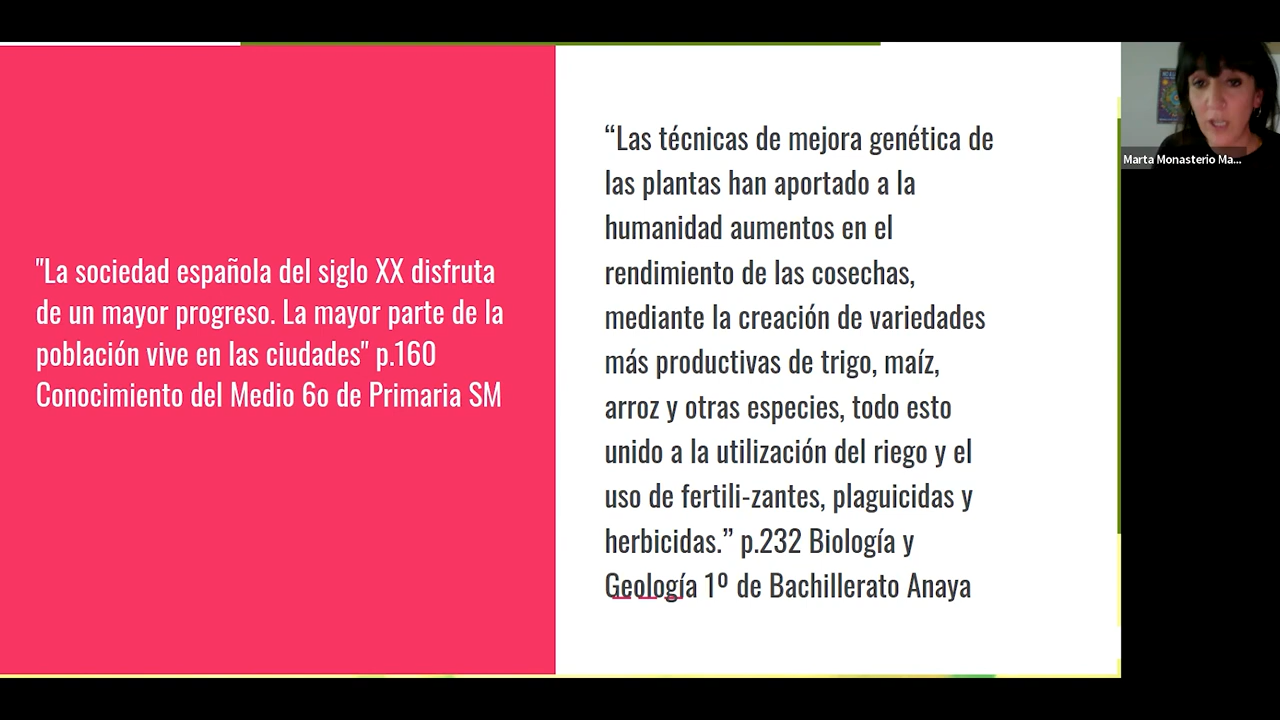 "La sociedad española del siglo XX disfruta
de un mayor progreso. La mayor parte de la
población vive en las ciudades" p.160
Conocimiento del Medio 6o de Primaria SM
“Las técnicas de mejora genética de
las plantas han aportado a la
humanidad aumentos en el
rendimiento de las cosechas,
mediante la creación de variedades
más productivas de trigo, maíz,
arroz y otras especies, todo esto
unido a la utilización del riego y el
uso de fertili-zantes, plaguicidas y
herbicidas.” p.232 Biología y
Geología 1º de Bachillerato Anaya
Marta Monasterio Ma...